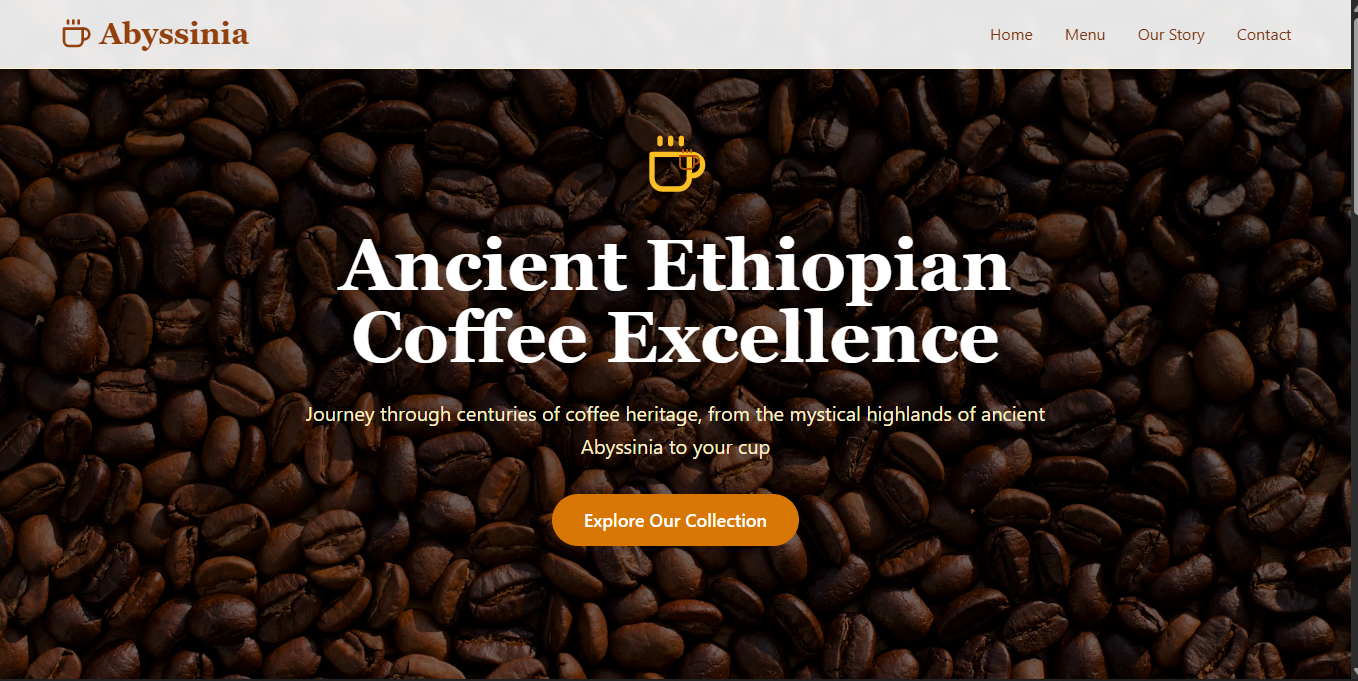 Abyssinia
Home Menu Our Story Contact
Ancient Ethiopian
Coffee Excellence
Journey through centuries of coffee heritage, from the mystical highlands of ancient
Abyssinia to your cup
Explore Our Collection